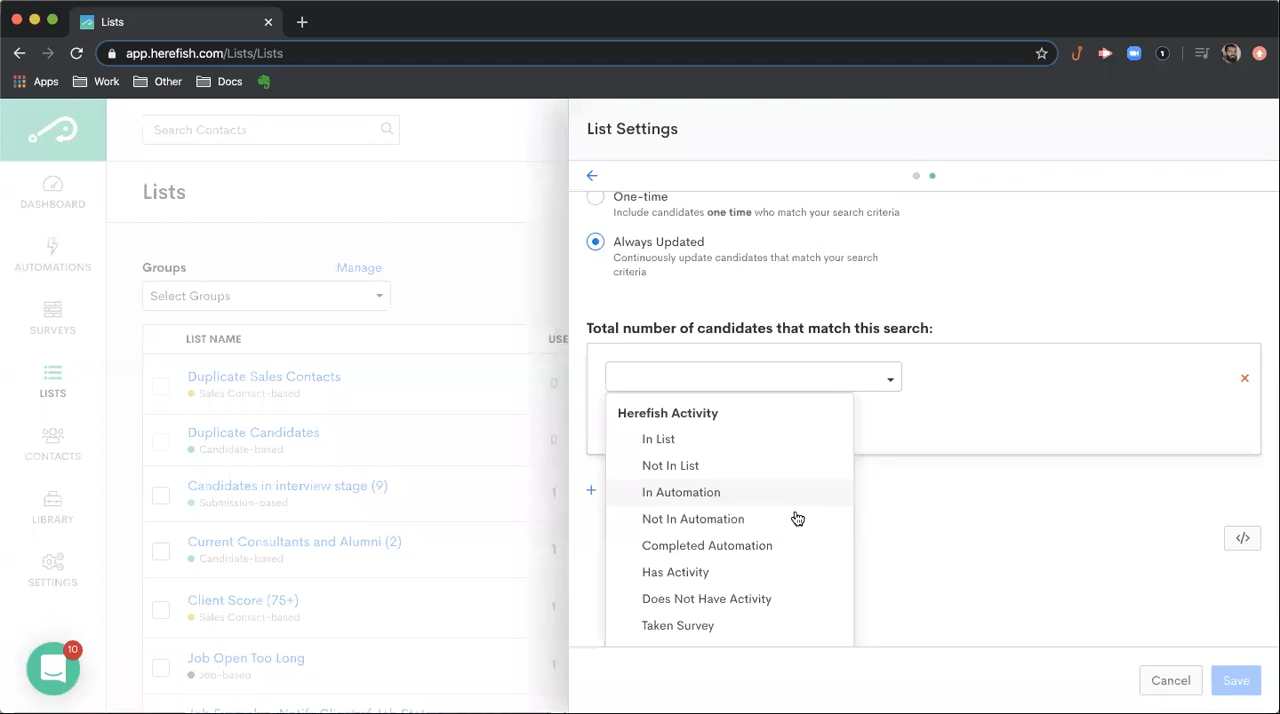 Lists
app.herefish.com/Lists/Lists
1
Apps
Work
Other
Docs
Search Contacts
List Settings
DASHBOARD
Lists
One-time
Include candidates one time who match your search criteria
AUTOMATIONS
Always Updated
Continuously update candidates that match your search
criteria
Groups
Manage
Select Groups
SURVEYS
Total number of candidates that match this search:
LIST NAME
USE
LISTS
Duplicate Sales Contacts
Sales Contact-based
0
Herefish Activity
In List
Not In List
In Automation
Not In Automation
Completed Automation
Has Activity
Does Not Have Activity
Taken Survey
CONTACTS
Duplicate Candidates
Candidate-based
0
Candidates in interview stage (9)
Submission-based
1
LIBRARY
Current Consultants and Alumni (2)
Candidate-based
1
SETTINGS
Client Score (75+)
Sales Contact-based
1
Job Open Too Long
Job-based
1
10
Cancel
Save